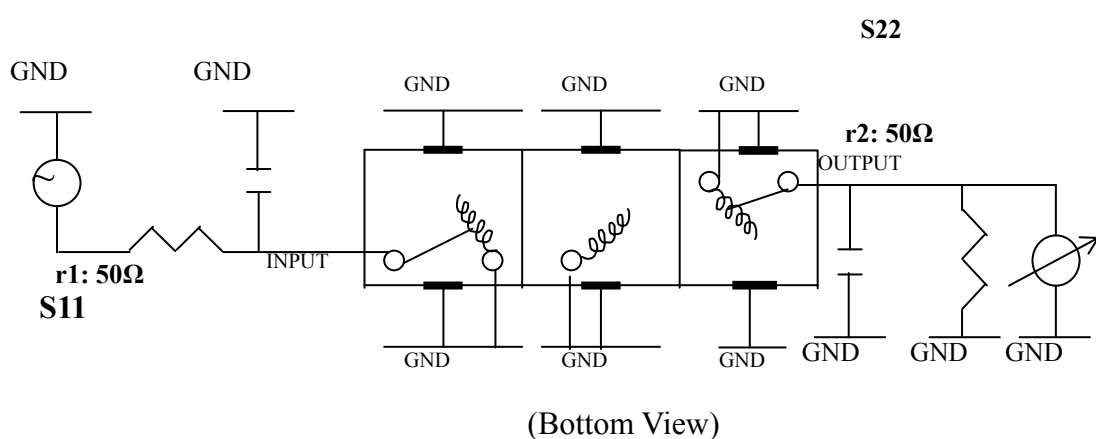 S22
GND
GND
GND
GND
GND
r2: 50Ω
OUTPUT
INPUT
r1: 50Ω
S11
GND
GND
GND
GND
GND
GND
(Bottom View)